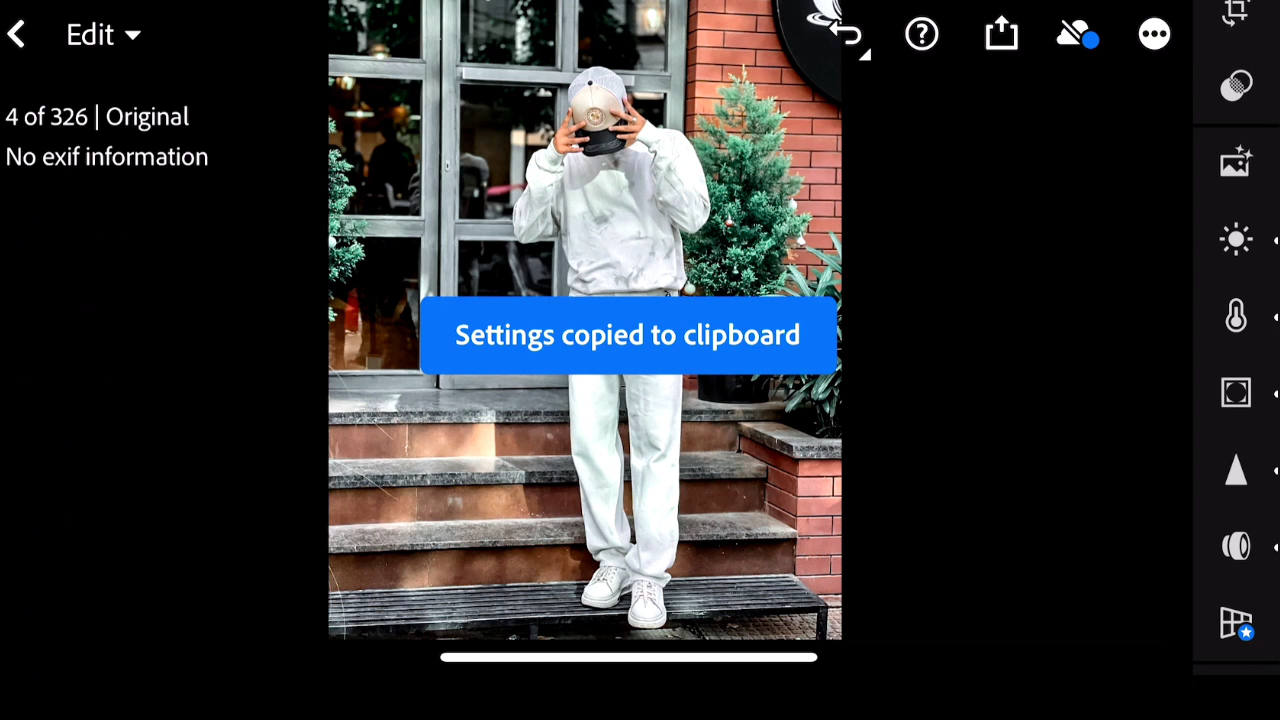 Edit
4 of 326 | Original
No exif information
Settings copied to clipboard